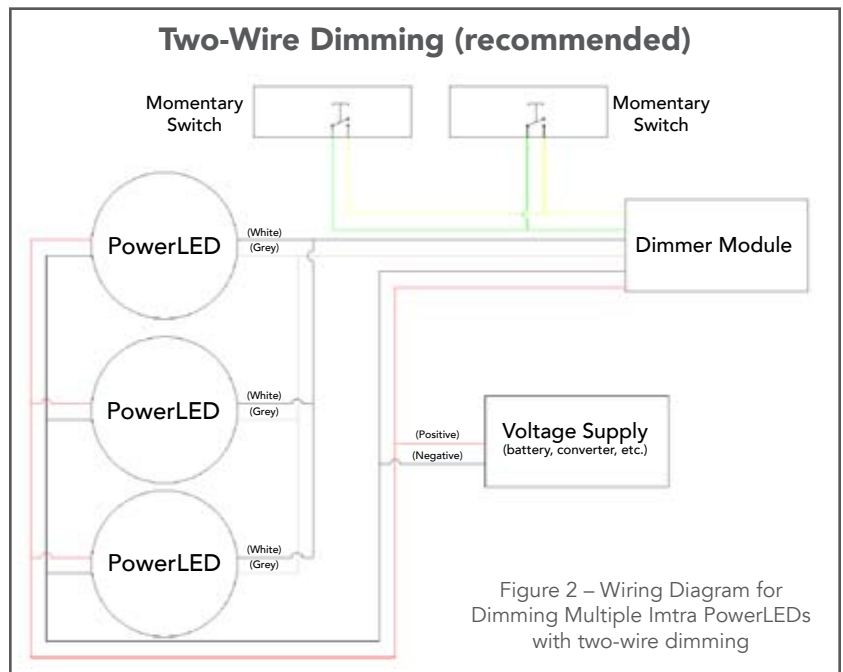 Two-Wire Dimming (recommended)
Momentary
Switch
Momentary
Switch
PowerLED
(White)
(Grey)
Dimmer Module
PowerLED
(White)
(Grey)
(Positive)
(Negative)
Voltage Supply
(battery, converter, etc.)
PowerLED
(White)
(Grey)
Figure 2 – Wiring Diagram for
Dimming Multiple Imtra PowerLEDs
with two-wire dimming